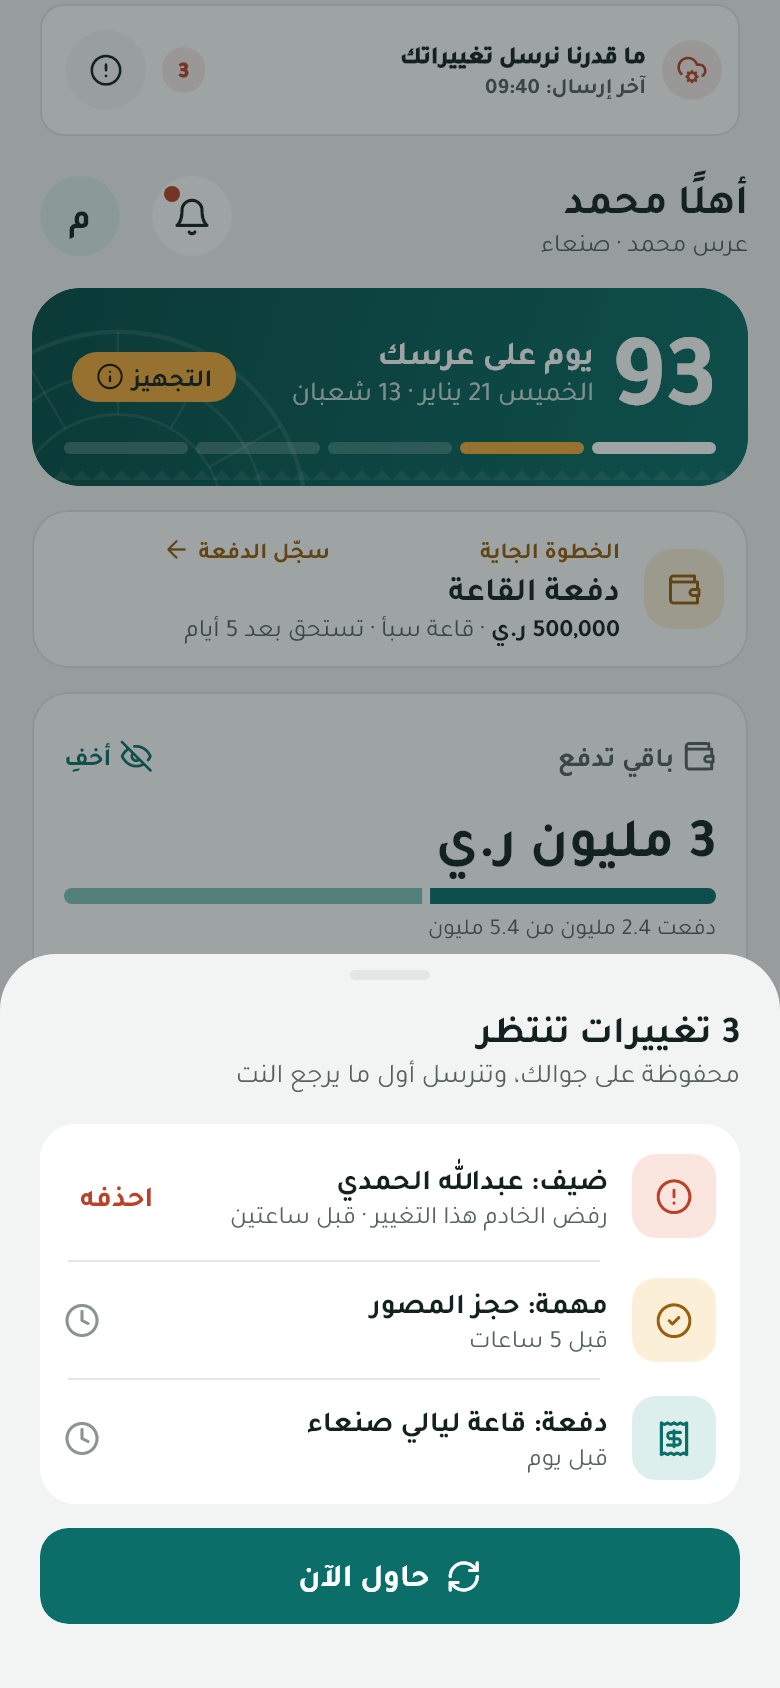 ما قدرنا نرسل تغييراتك
3
آخر إرسال: 09:40
أهلًا محمد
م
عرس محمد · صنعاء
93
يوم على عرسك
التجهيز
الخميس 21 يناير · 13 شعبان
الخطوة الجاية
سجّل الدفعة
دفعة القاعة
500,000 ر.ي · قاعة سبأ · تستحق بعد 5 أيام
باقي تدفع
أخفِ
3 مليون ر.ي
دفعت 2.4 مليون من 5.4 مليون
3 تغييرات تنتظر
محفوظة على جوالك، وتنرسل أول ما يرجع النت
ضيف: عبدالله الحمدي
احذفه
رفض الخادم هذا التغيير · قبل ساعتين
مهمة: حجز المصور
قبل 5 ساعات
دفعة: قاعة ليالي صنعاء
قبل يوم
حاول الآن